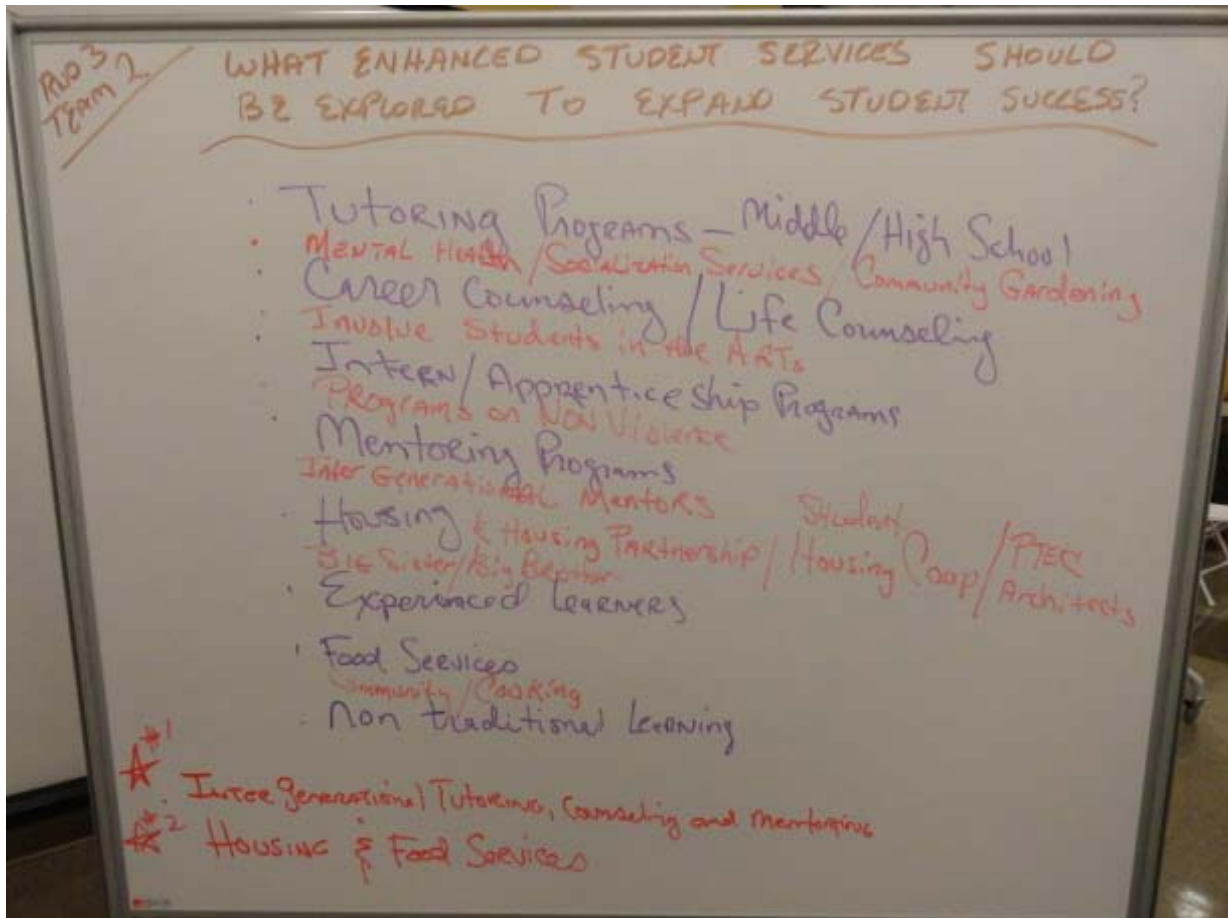 RND 3
TEAM 2
WHAT ENHANCED STUDENT SERVICES SHOULD
BE EXPLORED TO EXPAND STUDENT SUCCESS?
· TUTORING PROGRAMS – Middle / High School
· MENTAL HEALTH / Socialization Services / Community Gardening
· Career Counseling / Life Counseling
Involve Students in the ARTs
· Intern / Apprenticeship Programs
PROGRAMS on NON Violence
· Mentoring Programs
Inter Generational MENTORS
· Housing & Housing PARtnership / Student Housing Coop / PTEC Architects
BIG Sister / Big Brother
· Experienced Learners
· Food Services
Community / Cooking
· Non traditional Learning
☆ #1 Inter generational Tutoring, Counseling and mentoring
☆ #2 HOUSING & Food Services